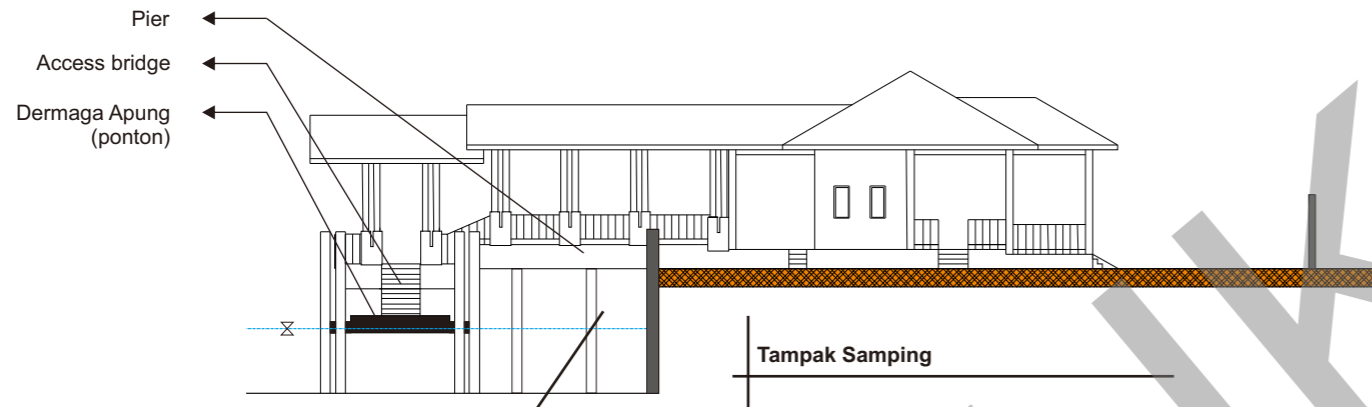 Pier
Access bridge
Dermaga Apung
(ponton)
Tampak Samping